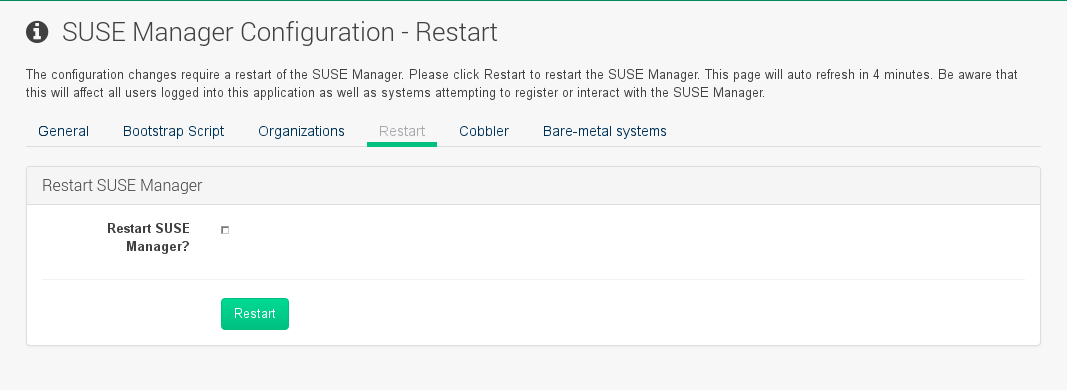 SUSE Manager Configuration - Restart
The configuration changes require a restart of the SUSE Manager. Please click Restart to restart the SUSE Manager. This page will auto refresh in 4 minutes. Be aware that
this will affect all users logged into this application as well as systems attempting to register or interact with the SUSE Manager.
General Bootstrap Script Organizations Restart Cobbler Bare-metal systems
Restart SUSE Manager
Restart SUSE
Manager?
Restart